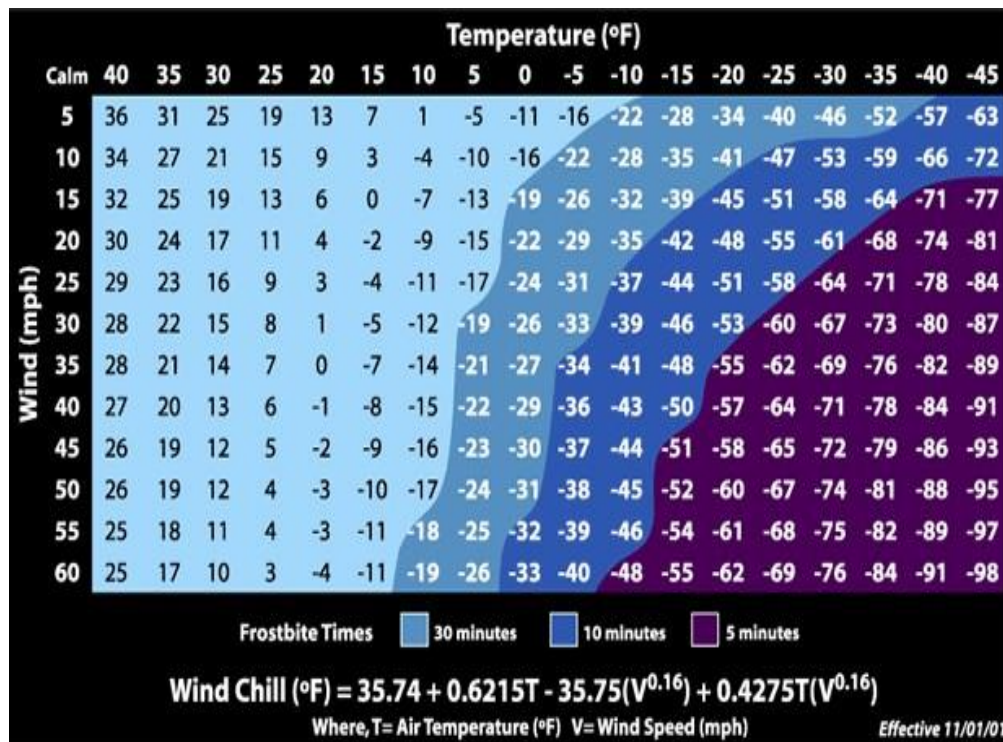 Temperature (ºF)
Calm 40 35 30 25 20 15 10 5 0 -5 -10 -15 -20 -25 -30 -35 -40 -45
5 36 31 25 19 13 7 1 -5 -11 -16 -22 -28 -34 -40 -46 -52 -57 -63
10 34 27 21 15 9 3 -4 -10 -16 -22 -28 -35 -41 -47 -53 -59 -66 -72
15 32 25 19 13 6 0 -7 -13 -19 -26 -32 -39 -45 -51 -58 -64 -71 -77
20 30 24 17 11 4 -2 -9 -15 -22 -29 -35 -42 -48 -55 -61 -68 -74 -81
25 29 23 16 9 3 -4 -11 -17 -24 -31 -37 -44 -51 -58 -64 -71 -78 -84
30 28 22 15 8 1 -5 -12 -19 -26 -33 -39 -46 -53 -60 -67 -73 -80 -87
35 28 21 14 7 0 -7 -14 -21 -27 -34 -41 -48 -55 -62 -69 -76 -82 -89
40 27 20 13 6 -1 -8 -15 -22 -29 -36 -43 -50 -57 -64 -71 -78 -84 -91
45 26 19 12 5 -2 -9 -16 -23 -30 -37 -44 -51 -58 -65 -72 -79 -86 -93
50 26 19 12 4 -3 -10 -17 -24 -31 -38 -45 -52 -60 -67 -74 -81 -88 -95
55 25 18 11 4 -3 -11 -18 -25 -32 -39 -46 -54 -61 -68 -75 -82 -89 -97
60 25 17 10 3 -4 -11 -19 -26 -33 -40 -48 -55 -62 -69 -76 -84 -91 -98
Wind (mph)
Frostbite Times 30 minutes 10 minutes 5 minutes
Wind Chill (ºF) = 35.74 + 0.6215T - 35.75(V^0.16) + 0.4275T(V^0.16)
Where, T= Air Temperature (ºF) V= Wind Speed (mph)
Effective 11/01/01